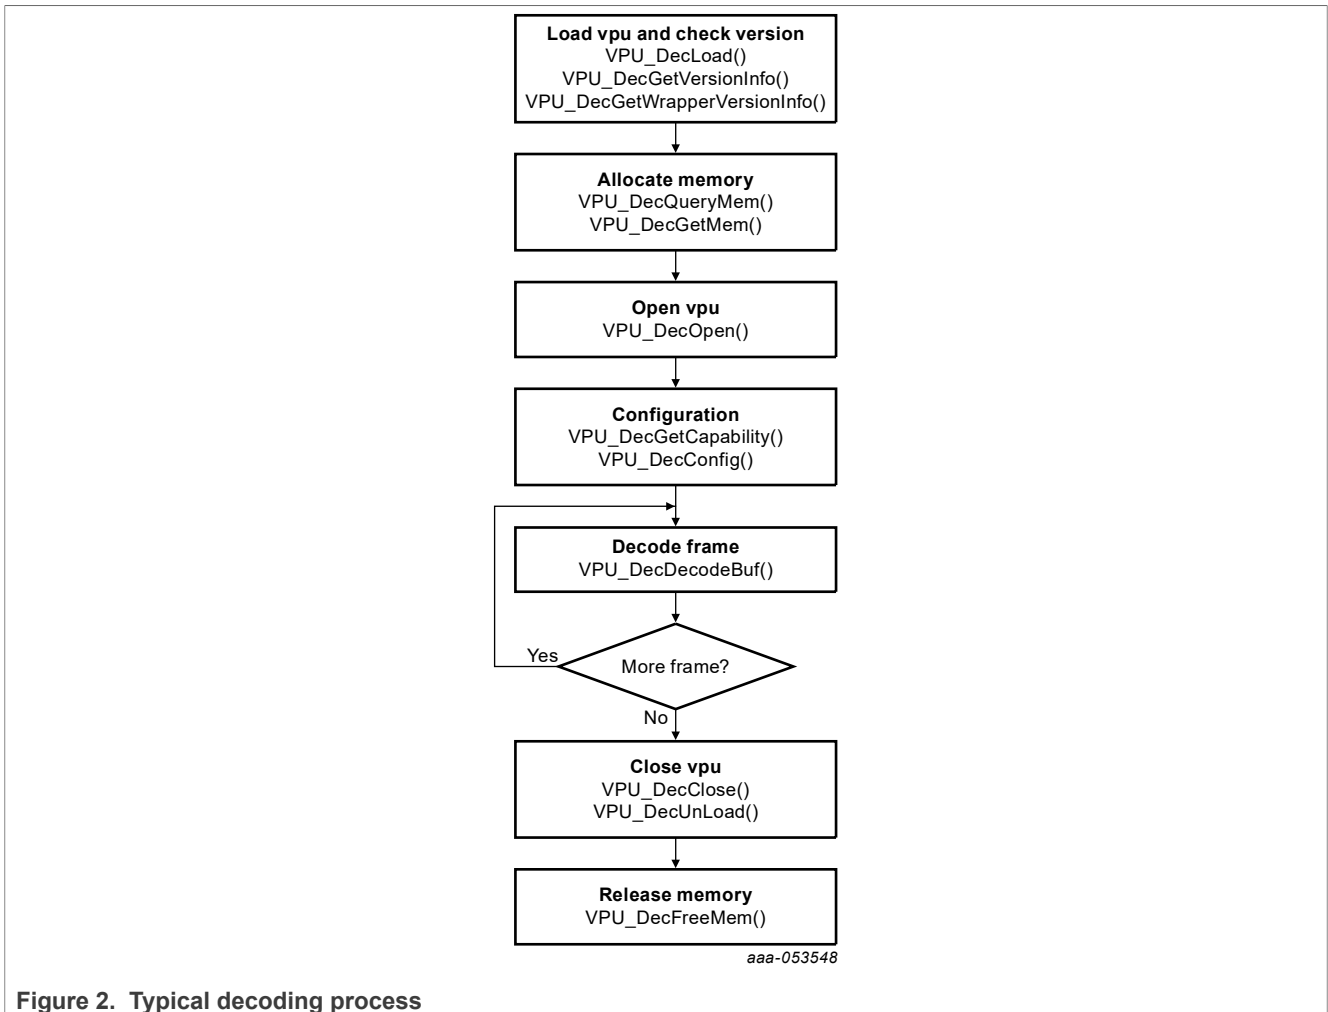 Load vpu and check version
VPU_DecLoad()
VPU_DecGetVersionInfo()
VPU_DecGetWrapperVersionInfo()
Allocate memory
VPU_DecQueryMem()
VPU_DecGetMem()
Open vpu
VPU_DecOpen()
Configuration
VPU_DecGetCapability()
VPU_DecConfig()
Decode frame
VPU_DecDecodeBuf()
Yes
More frame?
No
Close vpu
VPU_DecClose()
VPU_DecUnLoad()
Release memory
VPU_DecFreeMem()
aaa-053548
Figure 2. Typical decoding process